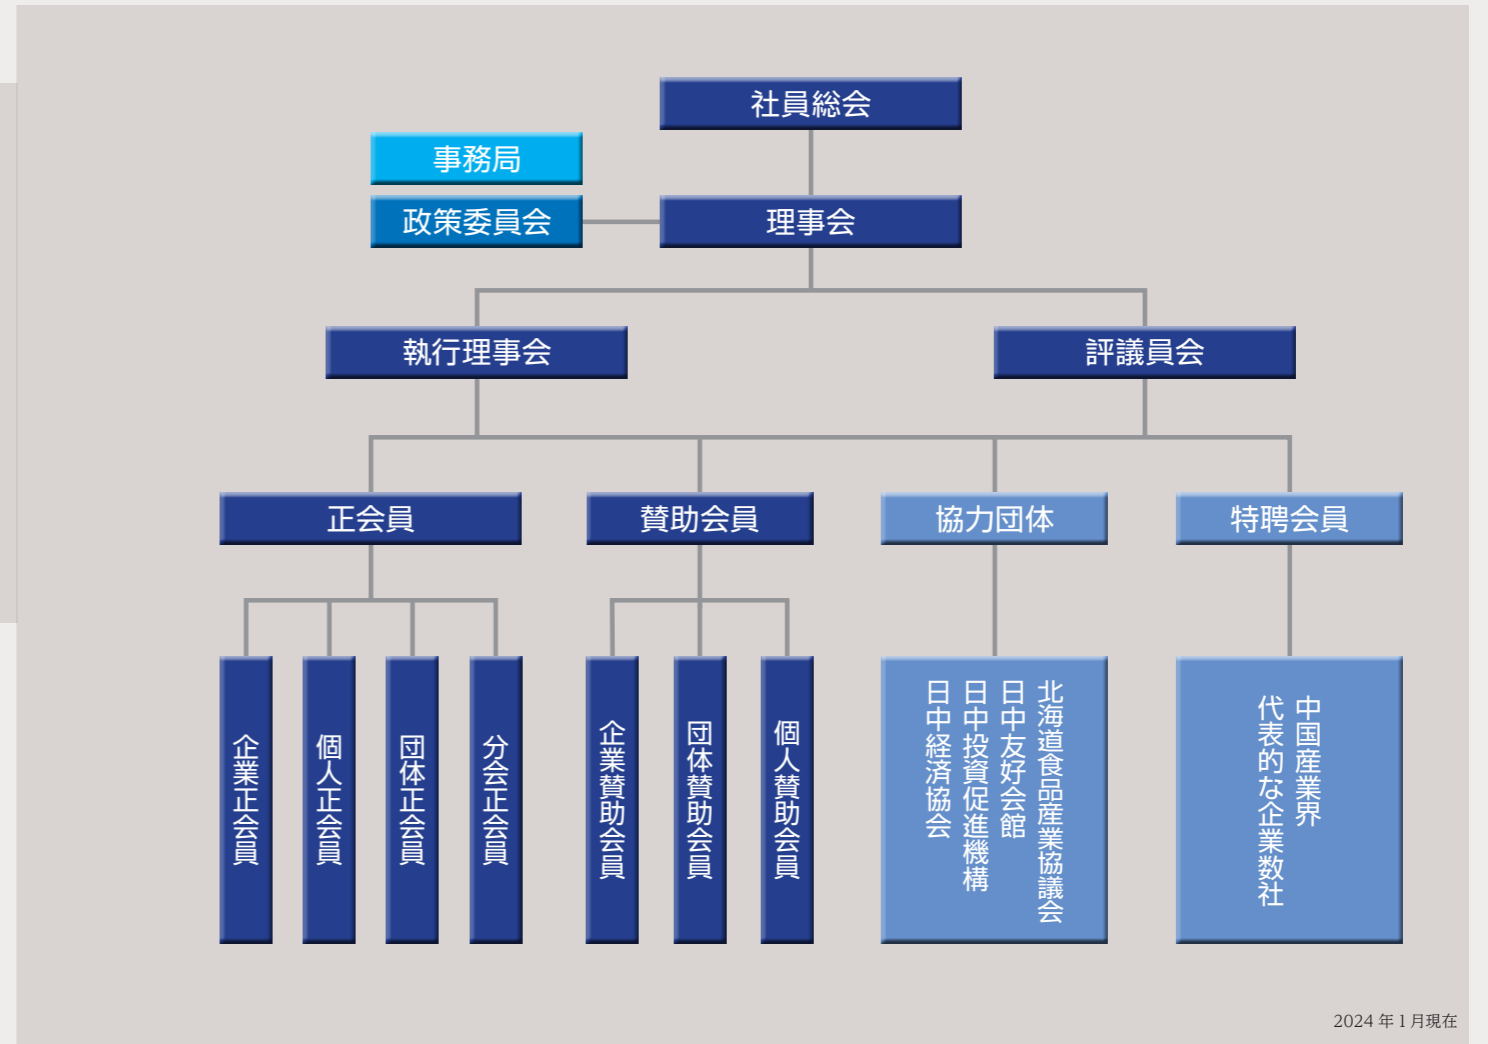 社員総会
事務局
政策委員会
理事会
執行理事会
評議員会
正会員
賛助会員
協力団体
特聘会員
企業正会員
個人正会員
団体正会員
分会正会員
企業賛助会員
団体賛助会員
個人賛助会員
北海道食品産業協議会
日中友好会館
日中投資促進機構
日中経済協会
中国産業界
代表的な企業数社
2024 年 1 月現在